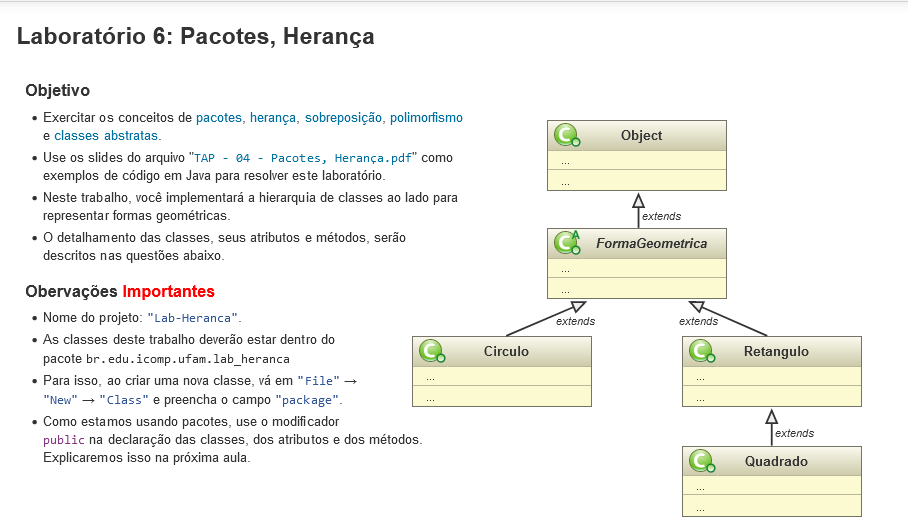 Laboratório 6: Pacotes, Herança
Objetivo
• Exercitar os conceitos de pacotes, herança, sobreposição, polimorfismo
e classes abstratas.
• Use os slides do arquivo "TAP - 04 - Pacotes, Herança.pdf" como
exemplos de código em Java para resolver este laboratório.
• Neste trabalho, você implementará a hierarquia de classes ao lado para
representar formas geométricas.
• O detalhamento das classes, seus atributos e métodos, serão
descritos nas questões abaixo.
Obervações Importantes
• Nome do projeto: "Lab-Heranca".
• As classes deste trabalho deverão estar dentro do
pacote br.edu.icomp.ufam.lab_heranca
• Para isso, ao criar uma nova classe, vá em "File" →
"New" → "Class" e preencha o campo "package".
• Como estamos usando pacotes, use o modificador
public na declaração das classes, dos atributos e dos métodos.
Explicaremos isso na próxima aula.
C Object
...
...
extends
C A FormaGeometrica
...
...
extends
extends
C Circulo
...
...
C Retangulo
...
...
extends
C Quadrado
...
...